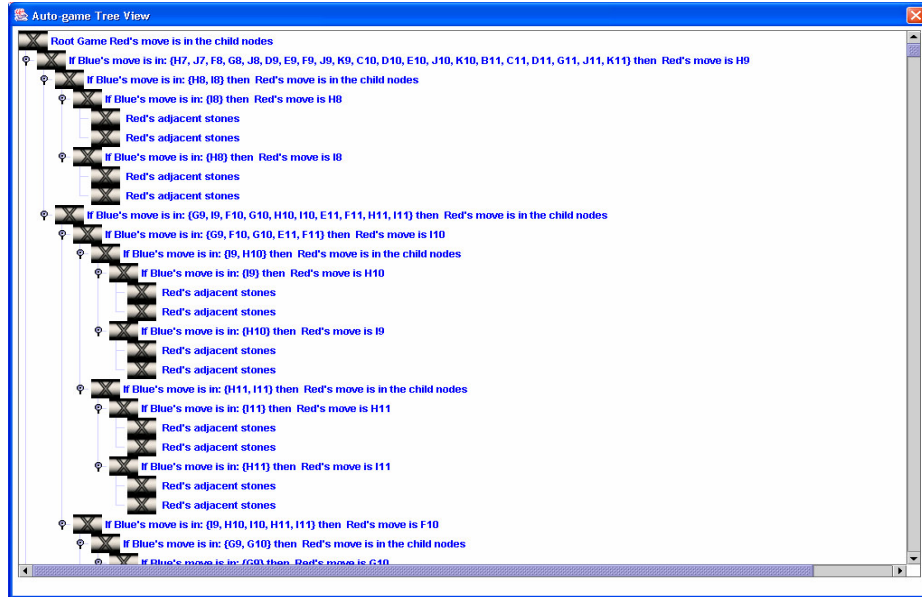 Auto-game Tree View
Root Game Red's move is in the child nodes
If Blue's move is in: {H7, J7, F8, G8, J8, D9, E9, F9, J9, K9, C10, D10, E10, J10, K10, B11, C11, D11, G11, J11, K11} then Red's move is H9
If Blue's move is in: {H8, I8} then Red's move is in the child nodes
If Blue's move is in: {I8} then Red's move is H8
Red's adjacent stones
Red's adjacent stones
If Blue's move is in: {H8} then Red's move is I8
Red's adjacent stones
Red's adjacent stones
If Blue's move is in: {G9, I9, F10, G10, H10, I10, E11, F11, H11, I11} then Red's move is in the child nodes
If Blue's move is in: {G9, F10, G10, E11, F11} then Red's move is I10
If Blue's move is in: {I9, H10} then Red's move is in the child nodes
If Blue's move is in: {I9} then Red's move is H10
Red's adjacent stones
Red's adjacent stones
If Blue's move is in: {H10} then Red's move is I9
Red's adjacent stones
Red's adjacent stones
If Blue's move is in: {H11, I11} then Red's move is in the child nodes
If Blue's move is in: {I11} then Red's move is H11
Red's adjacent stones
Red's adjacent stones
If Blue's move is in: {H11} then Red's move is I11
Red's adjacent stones
Red's adjacent stones
If Blue's move is in: {I9, H10, I10, H11, I11} then Red's move is F10
If Blue's move is in: {G9, G10} then Red's move is in the child nodes
If Blue's move is in: {G9} then Red's move is G10